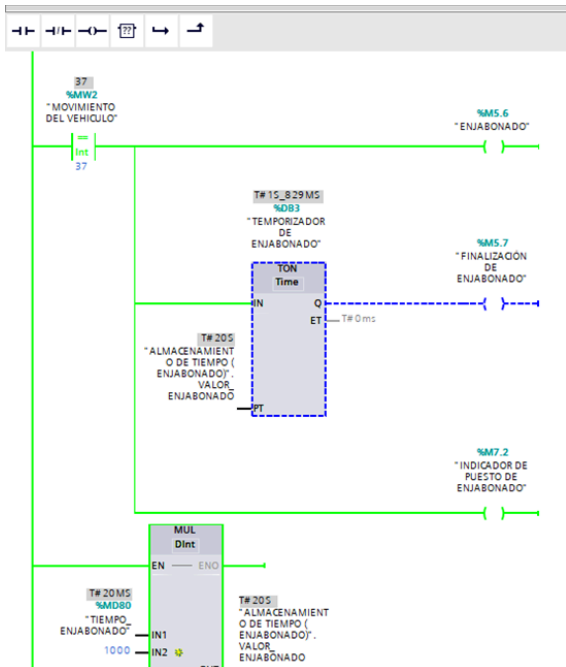 ??
37
%MW2
"MOVIMIENTO
DEL VEHICULO"
==
Int
37
%M5.6
"ENJABONADO"
T#1S_829MS
%DB3
"TEMPORIZADOR
DE
ENJABONADO"
TON
Time
IN
Q
ET
T#0ms
%M5.7
"FINALIZACIÓN
DE
ENJABONADO"
T#20S
"ALMACENAMIENT
O DE TIEMPO (
ENJABONADO)".
VALOR_
ENJABONADO
PT
%M7.2
"INDICADOR DE
PUESTO DE
ENJABONADO"
MUL
DInt
EN
ENO
T#20MS
%MD80
"TIEMPO_
ENJABONADO"
IN1
1000
IN2
T#20S
"ALMACENAMIENT
O DE TIEMPO (
ENJABONADO)".
VALOR_
ENJABONADO